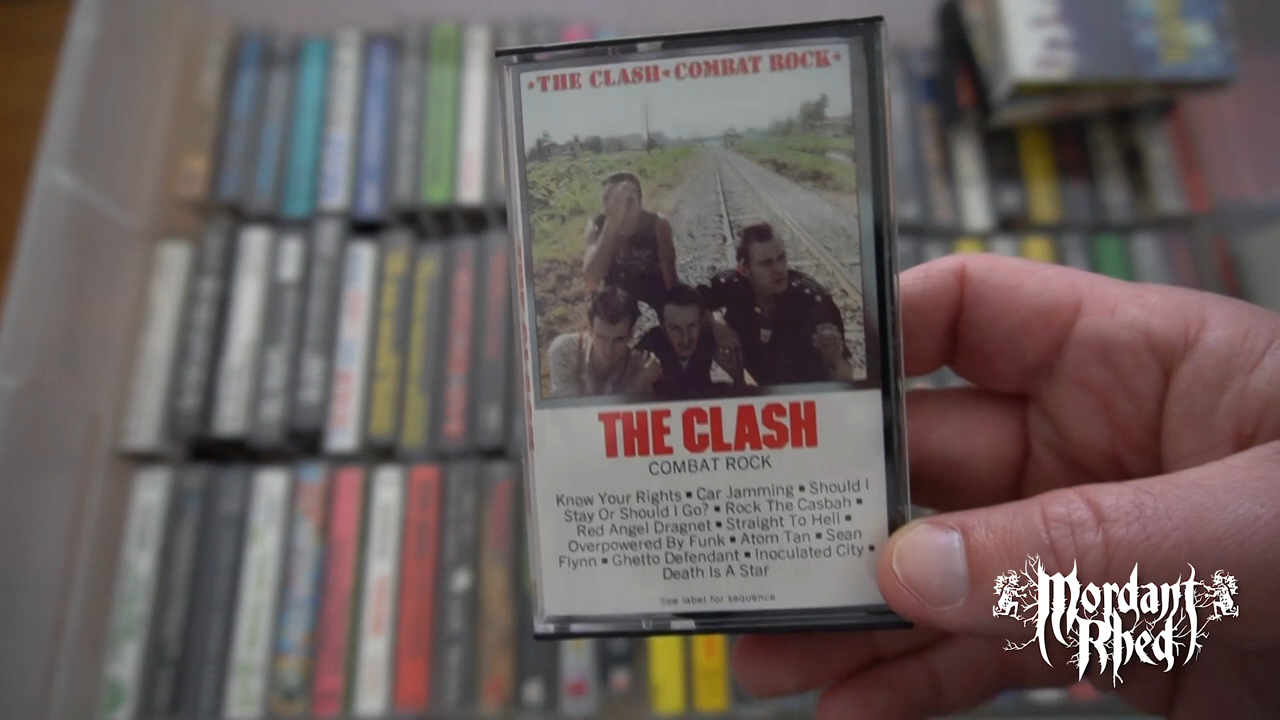 ★THE CLASH★COMBAT ROCK★
THE CLASH
COMBAT ROCK
Know Your Rights ▪ Car Jamming ▪ Should I
Stay Or Should I Go? ▪ Rock The Casbah ▪
Red Angel Dragnet ▪ Straight To Hell ▪
Overpowered By Funk ▪ Atom Tan ▪ Sean
Flynn ▪ Ghetto Defendant ▪ Inoculated City ▪
Death Is A Star
See label for sequence
Mordant
Rhed